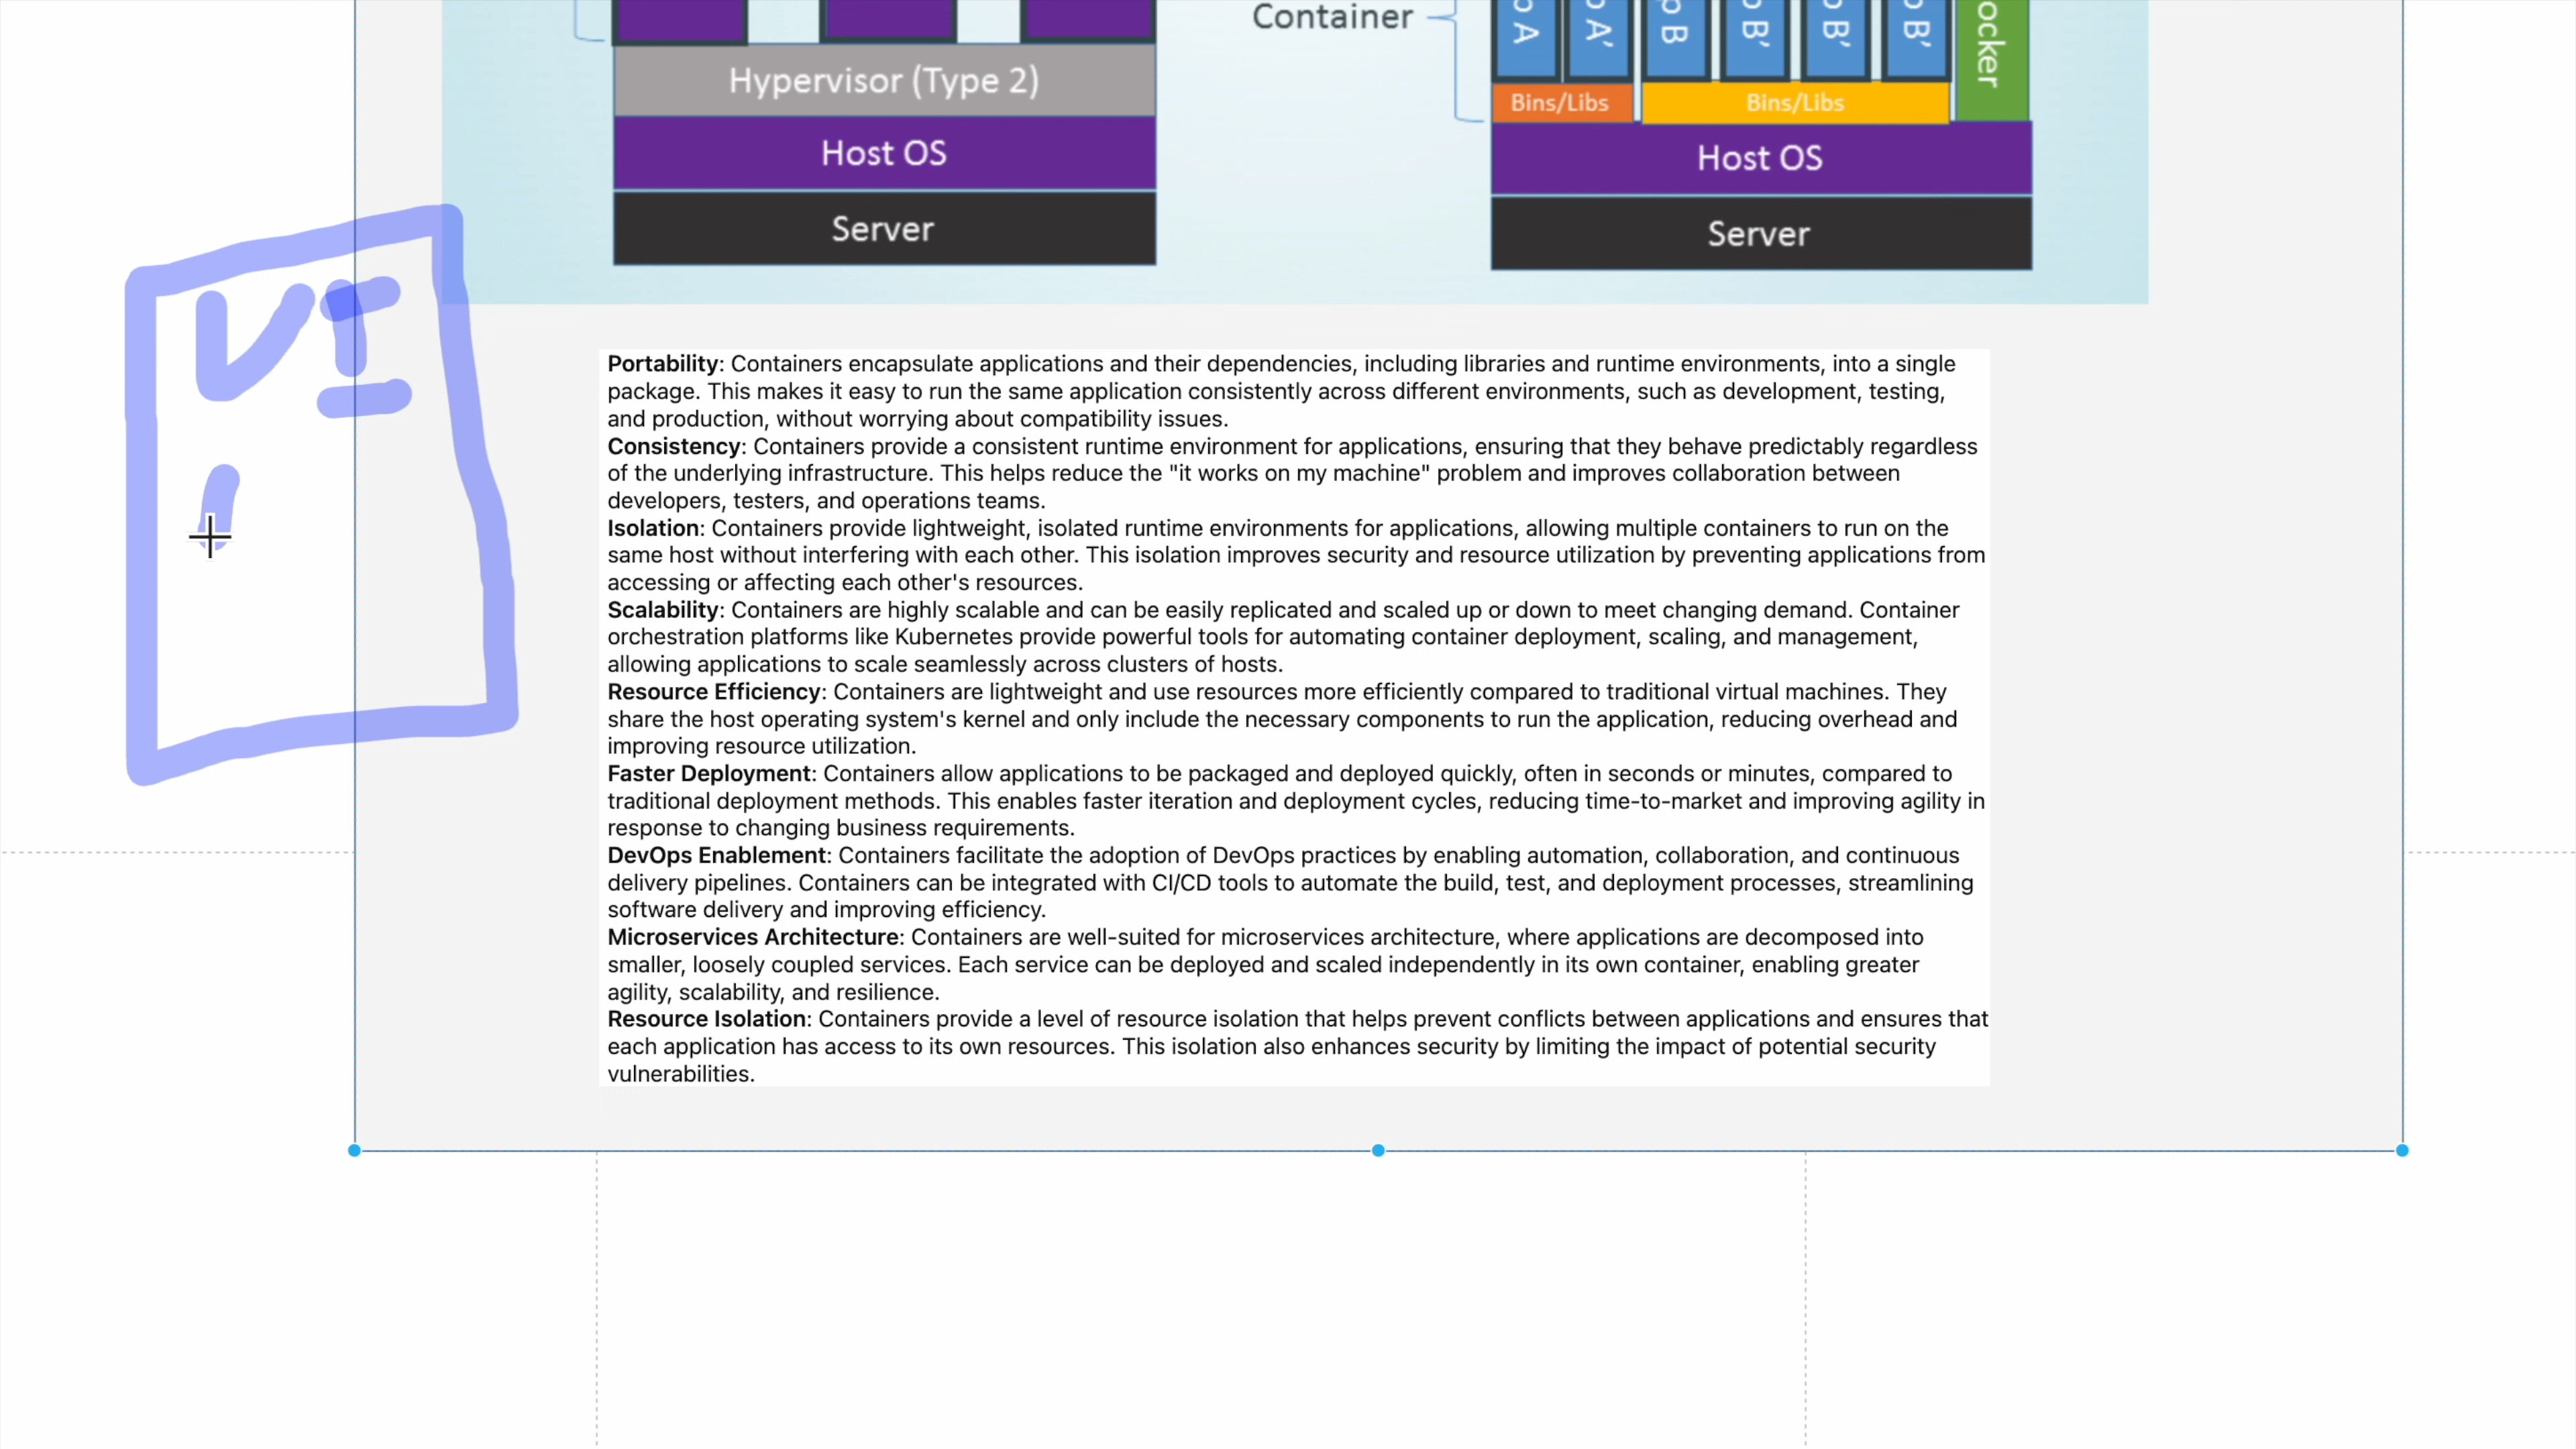 Container
A
A'
B
B'
B'
B'
ocker
Hypervisor (Type 2)
Bins/Libs
Bins/Libs
Host OS
Host OS
Server
Server
Portability: Containers encapsulate applications and their dependencies, including libraries and runtime environments, into a single
package. This makes it easy to run the same application consistently across different environments, such as development, testing,
and production, without worrying about compatibility issues.
Consistency: Containers provide a consistent runtime environment for applications, ensuring that they behave predictably regardless
of the underlying infrastructure. This helps reduce the "it works on my machine" problem and improves collaboration between
developers, testers, and operations teams.
Isolation: Containers provide lightweight, isolated runtime environments for applications, allowing multiple containers to run on the
same host without interfering with each other. This isolation improves security and resource utilization by preventing applications from
accessing or affecting each other's resources.
Scalability: Containers are highly scalable and can be easily replicated and scaled up or down to meet changing demand. Container
orchestration platforms like Kubernetes provide powerful tools for automating container deployment, scaling, and management,
allowing applications to scale seamlessly across clusters of hosts.
Resource Efficiency: Containers are lightweight and use resources more efficiently compared to traditional virtual machines. They
share the host operating system's kernel and only include the necessary components to run the application, reducing overhead and
improving resource utilization.
Faster Deployment: Containers allow applications to be packaged and deployed quickly, often in seconds or minutes, compared to
traditional deployment methods. This enables faster iteration and deployment cycles, reducing time-to-market and improving agility in
response to changing business requirements.
DevOps Enablement: Containers facilitate the adoption of DevOps practices by enabling automation, collaboration, and continuous
delivery pipelines. Containers can be integrated with CI/CD tools to automate the build, test, and deployment processes, streamlining
software delivery and improving efficiency.
Microservices Architecture: Containers are well-suited for microservices architecture, where applications are decomposed into
smaller, loosely coupled services. Each service can be deployed and scaled independently in its own container, enabling greater
agility, scalability, and resilience.
Resource Isolation: Containers provide a level of resource isolation that helps prevent conflicts between applications and ensures that
each application has access to its own resources. This isolation also enhances security by limiting the impact of potential security
vulnerabilities.